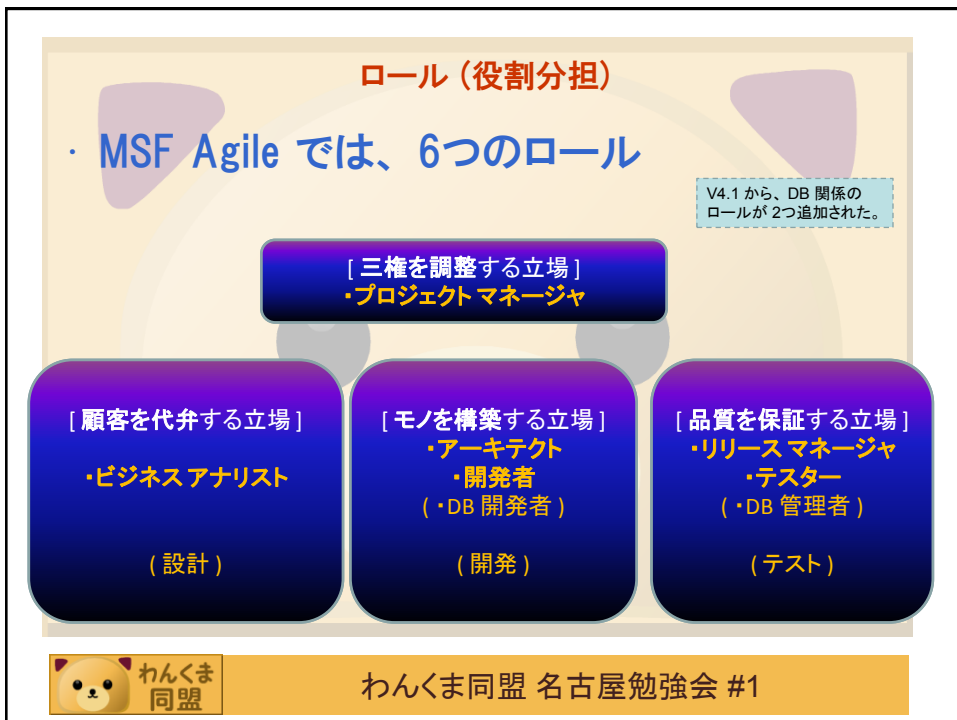 ロール（役割分担）
・ MSF Agile では、6つのロール
V4.1 から、DB 関係の
ロールが 2つ追加された。
[ 三権を調整する立場 ]
・プロジェクト マネージャ
[ 顧客を代弁する立場 ]
・ビジネス アナリスト
( 設計 )
[ モノを構築する立場 ]
・アーキテクト
・開発者
( ・DB 開発者 )
( 開発 )
[ 品質を保証する立場 ]
・リリース マネージャ
・テスター
( ・DB 管理者 )
( テスト )
わんくま
同盟
わんくま同盟 名古屋勉強会 #1